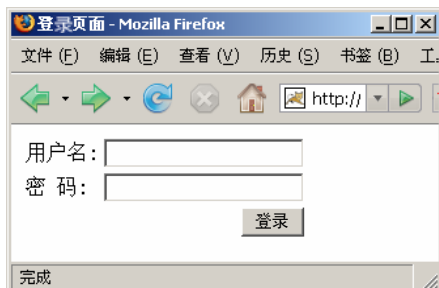 登录页面 - Mozilla Firefox
文件 (F) 编辑 (E) 查看 (V) 历史 (S) 书签 (B) 工
http://
用户名:
密 码:
登录
完成